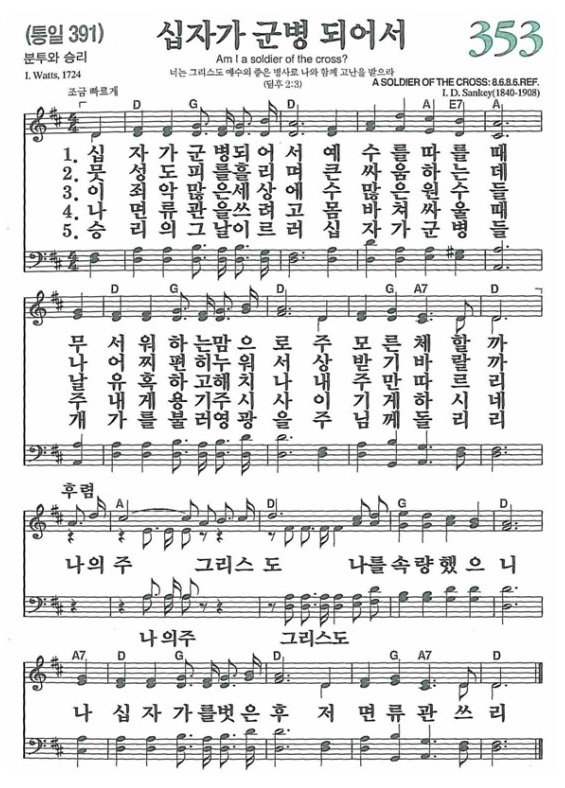 (통일 391)
십자가 군병 되어서
353
분투와 승리
Am I a soldier of the cross?
I. Watts, 1724
너는 그리스도 예수의 좋은 병사로 나와 함께 고난을 받으라
(딤후 2:3)
A SOLDIER OF THE CROSS: 8.6.8.6.REF.
I. D. Sankey(1840-1908)
조금 빠르게
D G D A E7 A
1. 십 자 가 군 병 되 어 서 예 수 를 따 를 때
2. 뭇 성 도 피 를 흘 리 며 큰 싸 움 하 는 데
3. 이 죄 악 많 은 세 상 에 수 많 은 원 수 들
4. 나 면 류 관 을 쓰 려 고 몸 바 쳐 싸 울 때
5. 승 리 의 그 날 이 르 러 십 자 가 군 병 들
D G D A7 D
무 서 워 하 는 맘 으 로 주 모 른 체 할 까
나 어 찌 편 히 누 워 서 상 받 기 바 랄 까
날 유 혹 하 고 해 치 나 내 주 만 따 르 리
주 내 게 용 기 주 시 사 이 기 게 하 시 네
개 가 를 불 러 영 광 을 주 님 께 돌 리 리
후렴
A D G D
나의 주 그리스도 나를 속 량 했 으 니
나의주 그리스도
A7 D G D G A7 D
나 십 자 가 를 벗 은 후 저 면 류 관 쓰 리